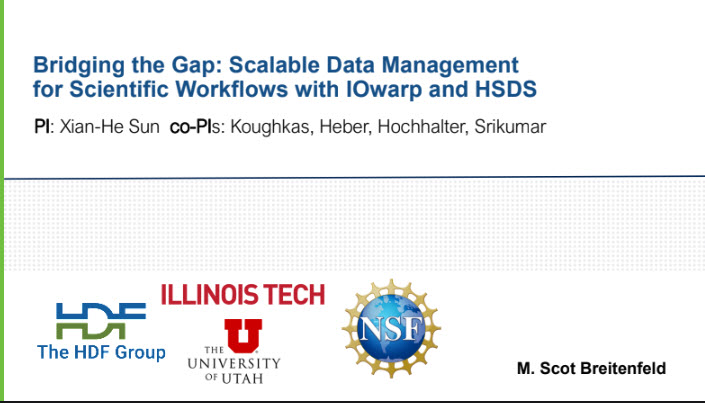 Bridging the Gap: Scalable Data Management
for Scientific Workflows with IOwarp and HSDS
PI: Xian-He Sun co-PIs: Koughkas, Heber, Hochhalter, Srikumar
HDF
The HDF Group
ILLINOIS TECH
U
THE
UNIVERSITY
OF UTAH
NSF
M. Scot Breitenfeld